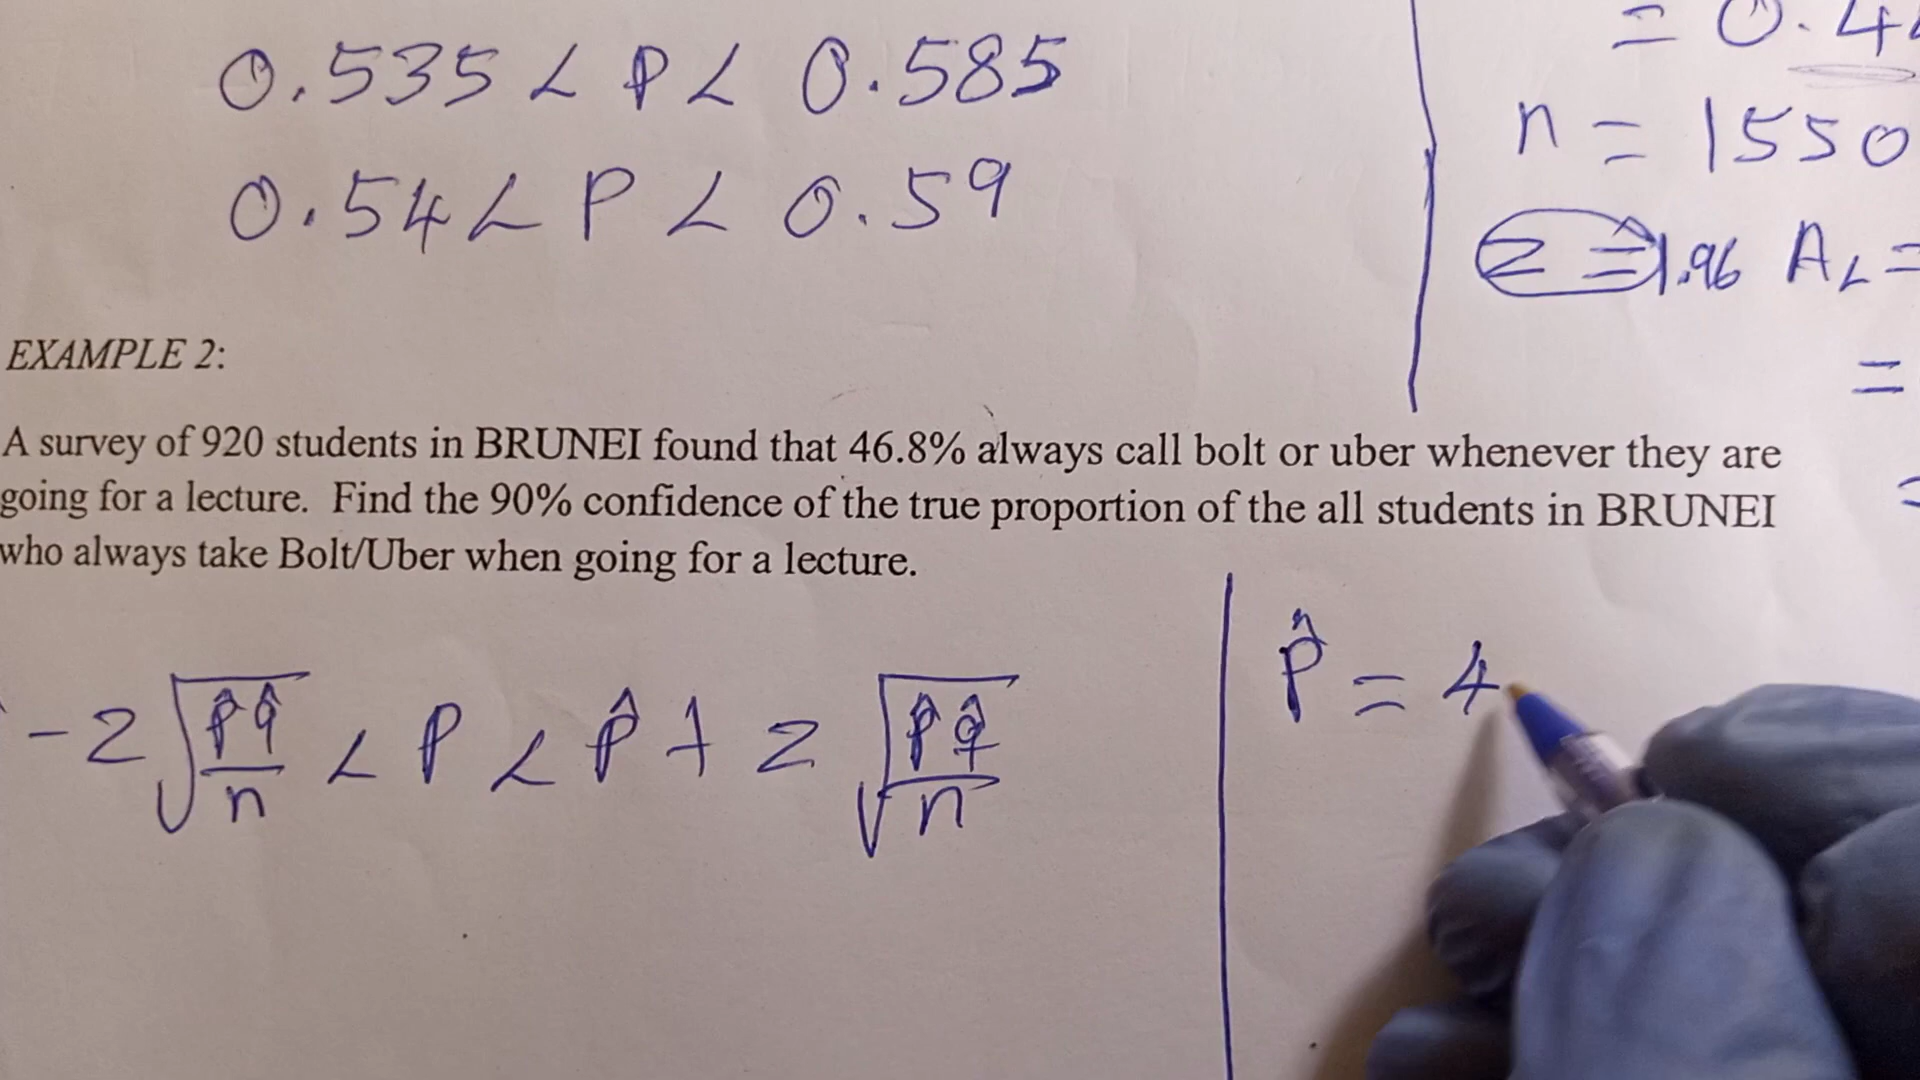 0.535 < P < 0.585
0.54 < P < 0.59
= 0.4
n = 1550
z = 1.96 A_L =
=
EXAMPLE 2:
A survey of 920 students in BRUNEI found that 46.8% always call bolt or uber whenever they are
going for a lecture. Find the 90% confidence of the true proportion of the all students in BRUNEI
who always take Bolt/Uber when going for a lecture.
- z √(p̂q̂/n) < P < p̂ + z √(p̂q̂/n)
p̂ = 4